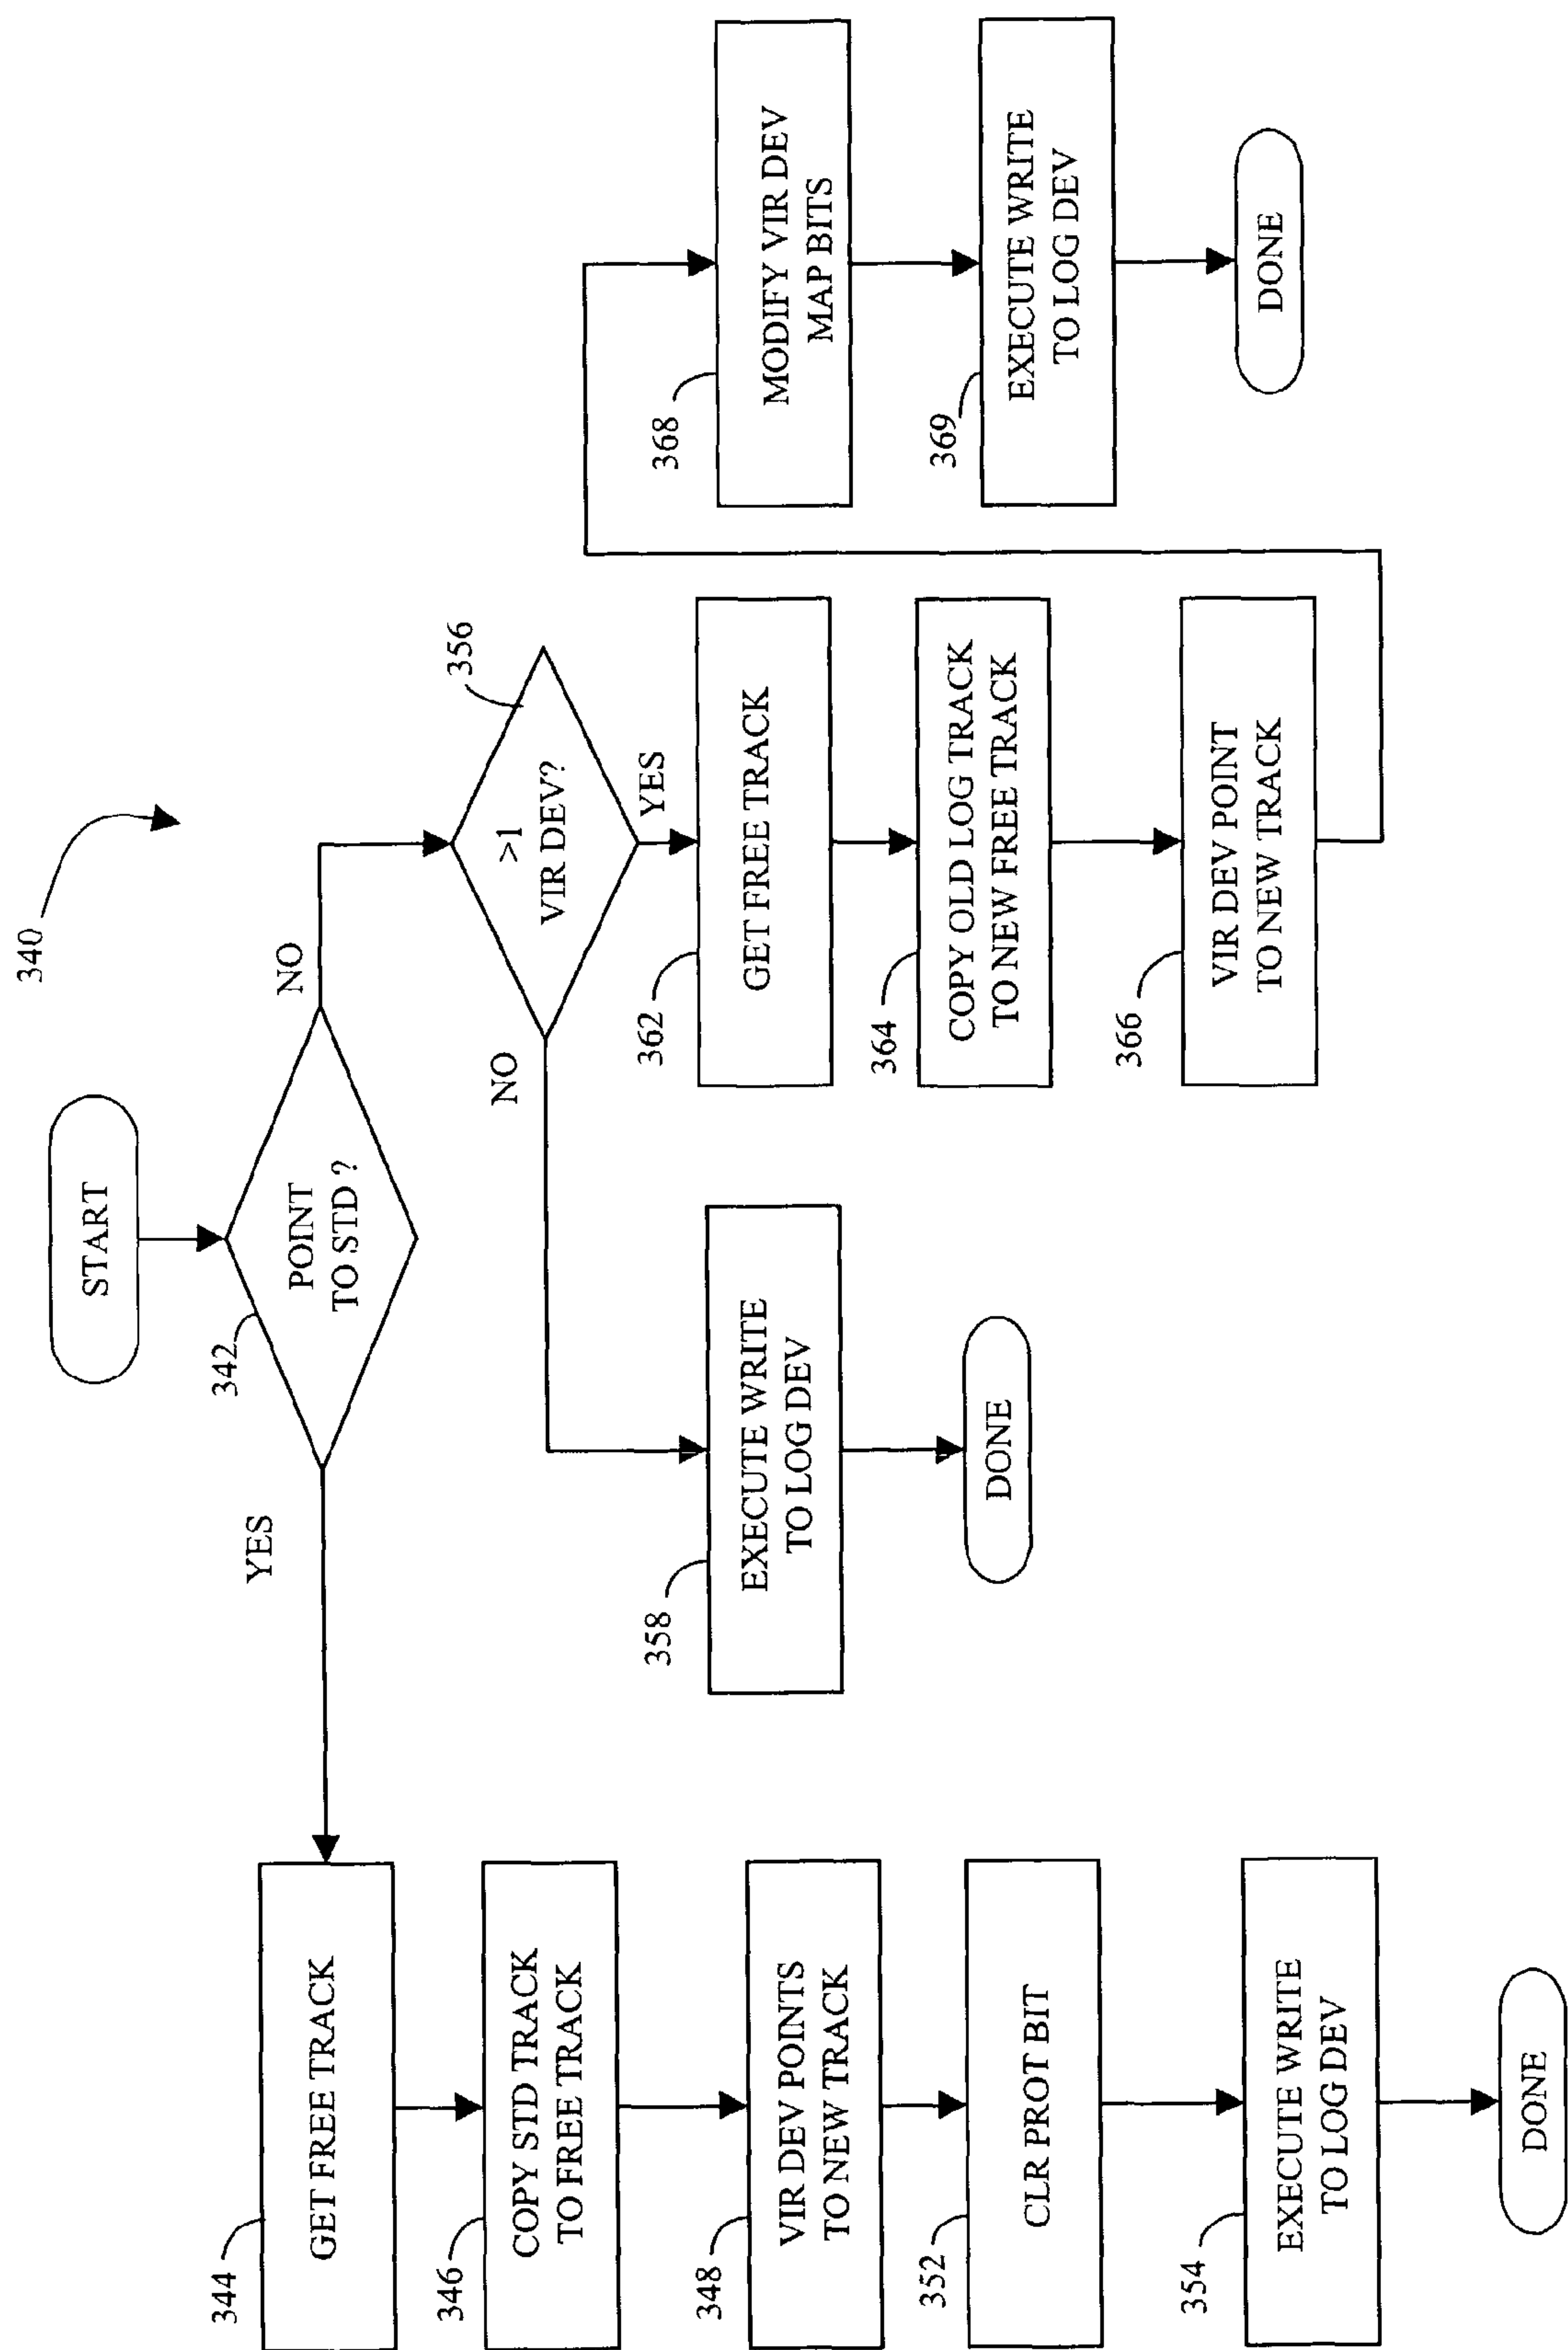 340
START
342
POINT
TO STD ?
YES
NO
344
GET FREE TRACK
346
COPY STD TRACK
TO FREE TRACK
348
VIR DEV POINTS
TO NEW TRACK
352
CLR PROT BIT
354
EXECUTE WRITE
TO LOG DEV
DONE
356
>1
VIR DEV?
NO
YES
358
EXECUTE WRITE
TO LOG DEV
DONE
362
GET FREE TRACK
364
COPY OLD LOG TRACK
TO NEW FREE TRACK
366
VIR DEV POINT
TO NEW TRACK
368
MODIFY VIR DEV
MAP BITS
369
EXECUTE WRITE
TO LOG DEV
DONE